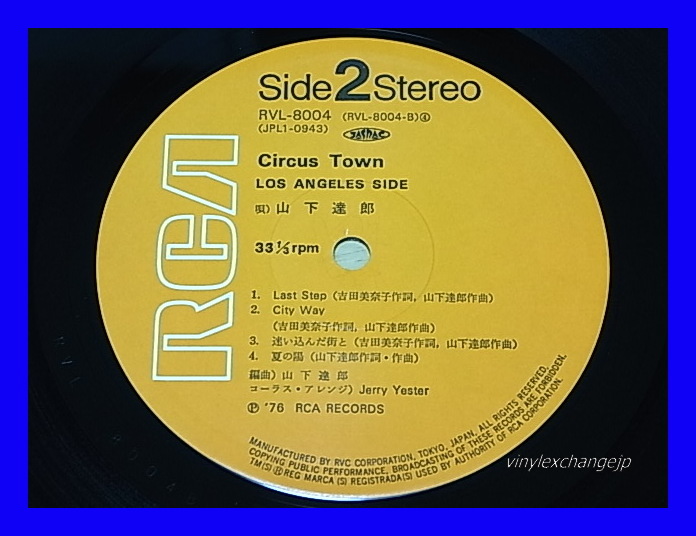 Side 2 Stereo
RVL-8004 (RVL-8004-B)④
(JPL1-0943) JASRAC
Circus Town
LOS ANGELES SIDE
唄) 山下達郎
33⅓rpm
RCA
1. Last Step (吉田美奈子作詞, 山下達郎作曲)
2. City Way
(吉田美奈子作詞, 山下達郎作曲)
3. 迷い込んだ街と (吉田美奈子作詞, 山下達郎作曲)
4. 夏の陽 (山下達郎作詞・作曲)
編曲) 山下達郎
コーラス・アレンジ) Jerry Yester
Ⓟ '76 RCA RECORDS
MANUFACTURED BY RVC CORPORATION, TOKYO, JAPAN. ALL RIGHTS RESERVED.
COPYING PUBLIC PERFORMANCE, BROADCASTING OF THESE RECORDS ARE FORBIDDEN.
TM(S) ® REG MARCA(S) REGISTRADA(S) USED BY AUTHORITY OF RCA CORPORATION.
vinylexchangejp